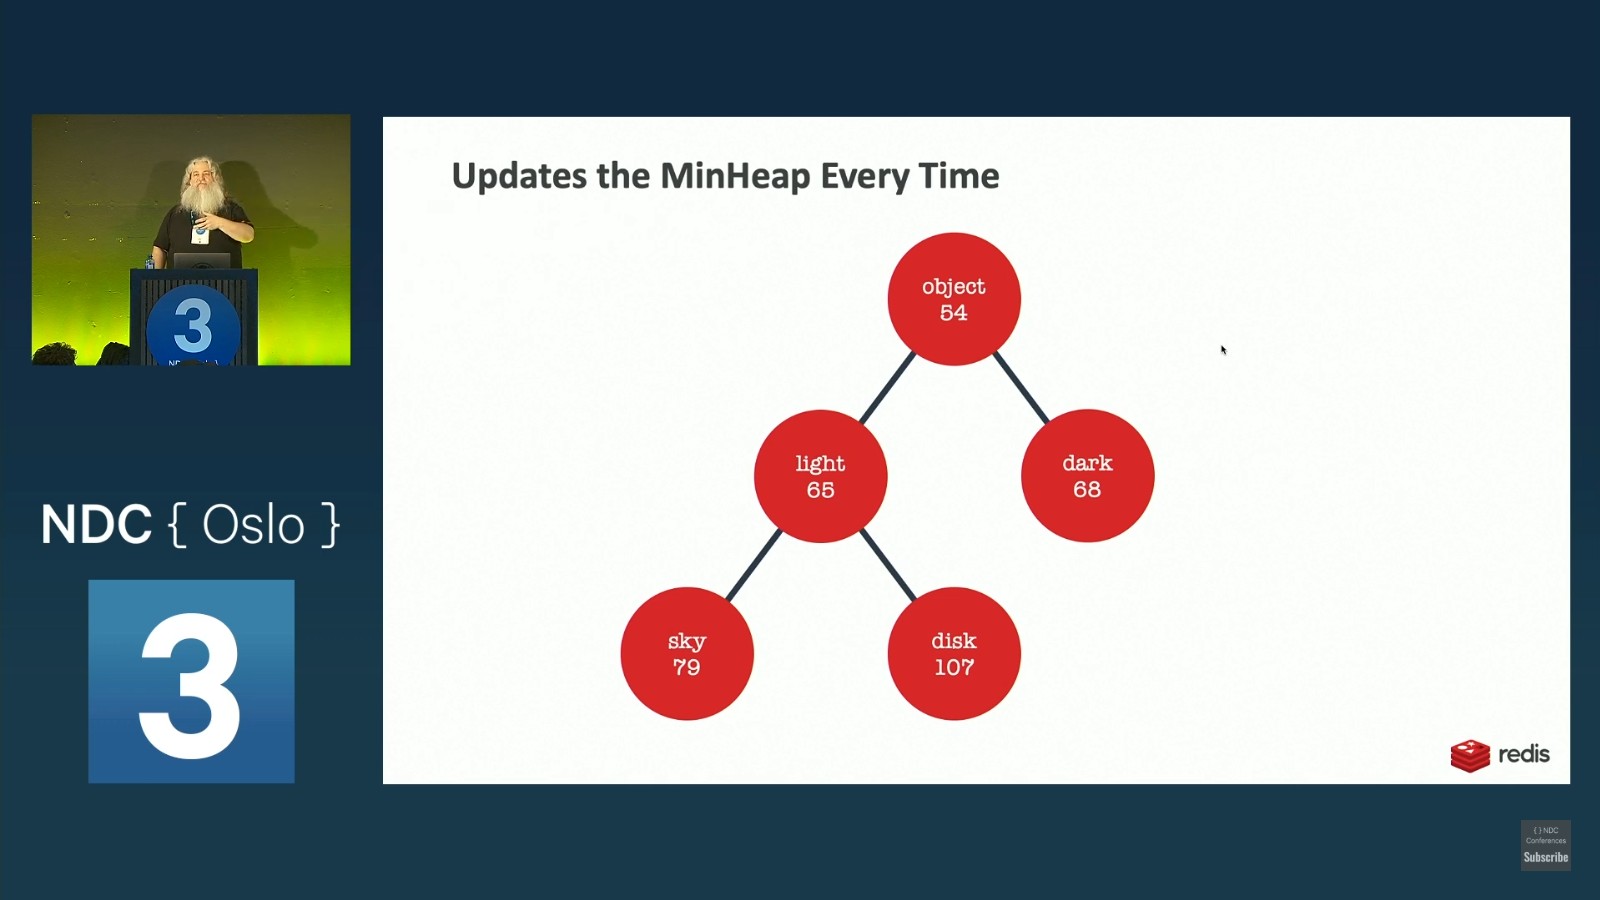 Updates the MinHeap Every Time
object
54
light
65
dark
68
sky
79
disk
107
redis
3
NDC { Oslo }
3
{ } NDC
Conferences
Subscribe